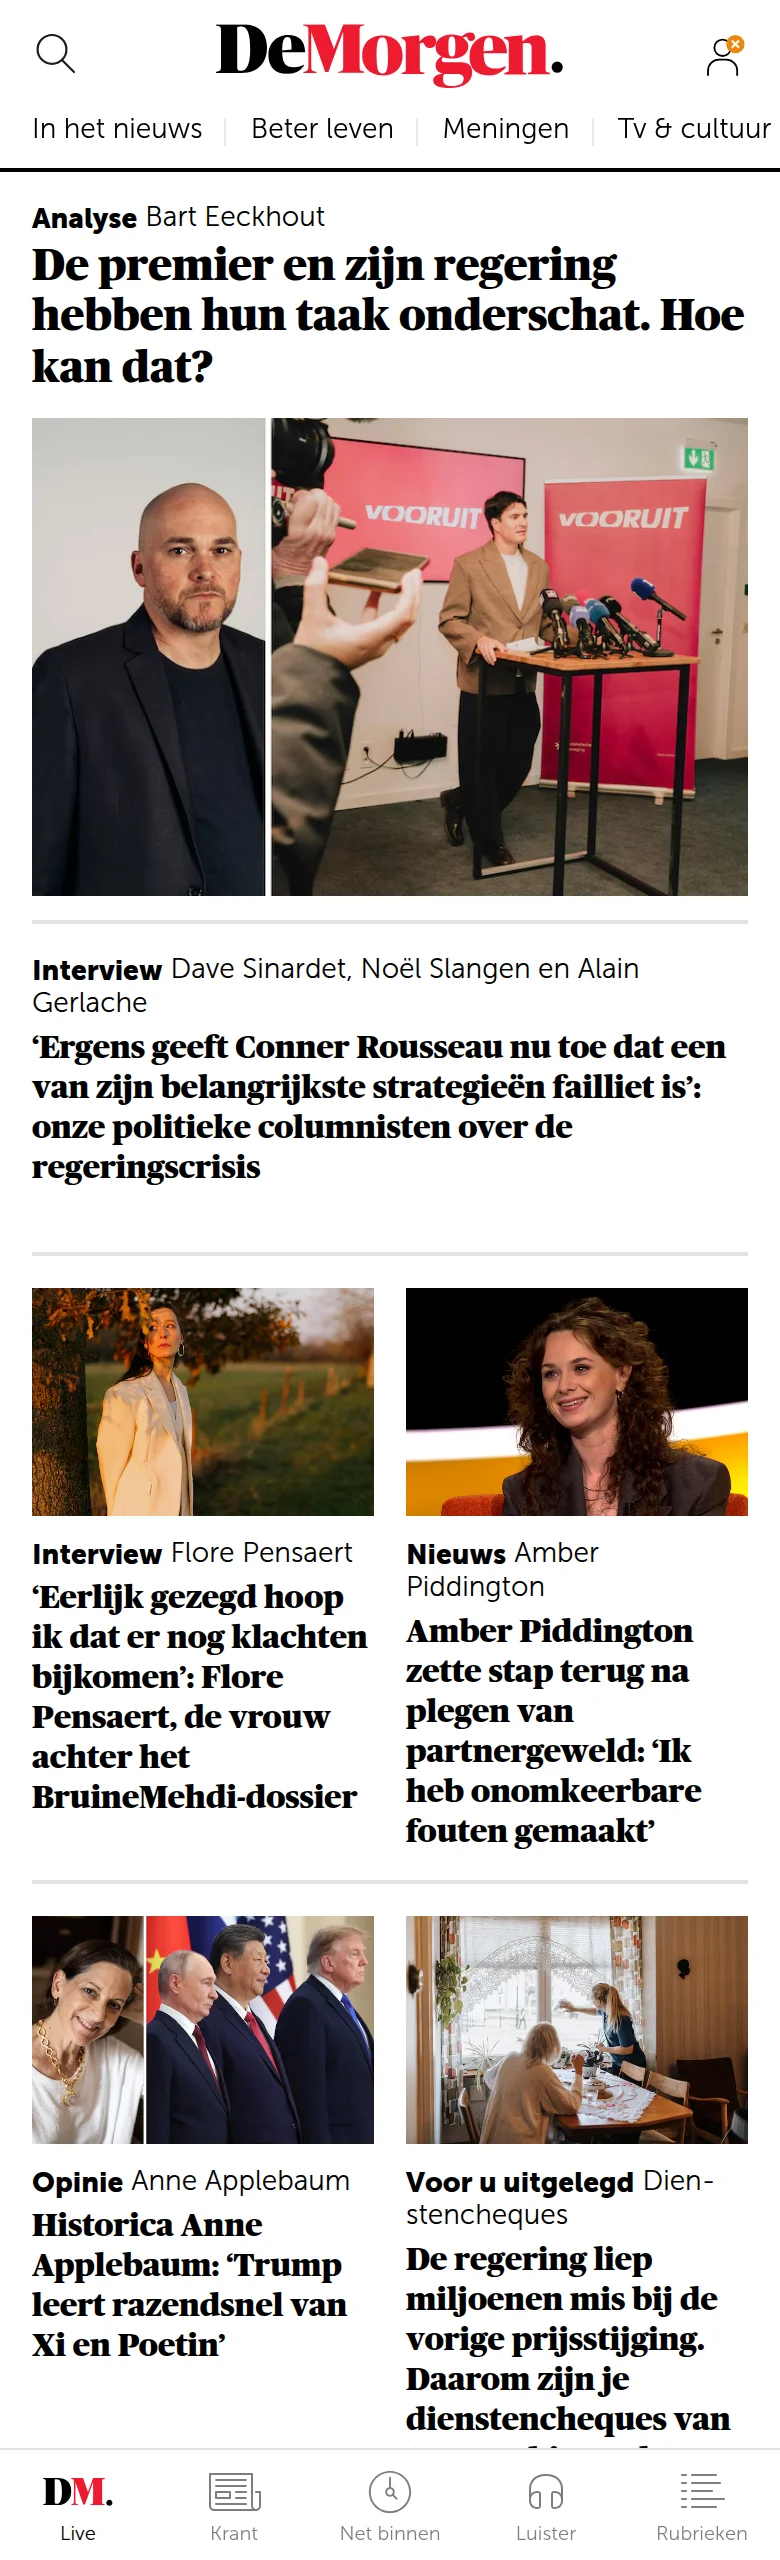 DeMorgen.
In het nieuws
Beter leven
Meningen
Tv & cultuur
Analyse Bart Eeckhout
De premier en zijn regering
hebben hun taak onderschat. Hoe
kan dat?
VOORUIT
VOORUIT
Interview Dave Sinardet, Noël Slangen en Alain
Gerlache
‘Ergens geeft Conner Rousseau nu toe dat een
van zijn belangrijkste strategieën failliet is’:
onze politieke columnisten over de
regeringscrisis
Interview Flore Pensaert
‘Eerlijk gezegd hoop
ik dat er nog klachten
bijkomen’: Flore
Pensaert, de vrouw
achter het
BruineMehdi-dossier
Nieuws Amber
Piddington
Amber Piddington
zette stap terug na
plegen van
partnergeweld: ‘Ik
heb onomkeerbare
fouten gemaakt’
Opinie Anne Applebaum
Historica Anne
Applebaum: ‘Trump
leert razendsnel van
Xi en Poetin’
Voor u uitgelegd Dien-
stencheques
De regering liep
miljoenen mis bij de
vorige prijsstijging.
Daarom zijn je
dienstencheques van
DM.
Live
Krant
Net binnen
Luister
Rubrieken